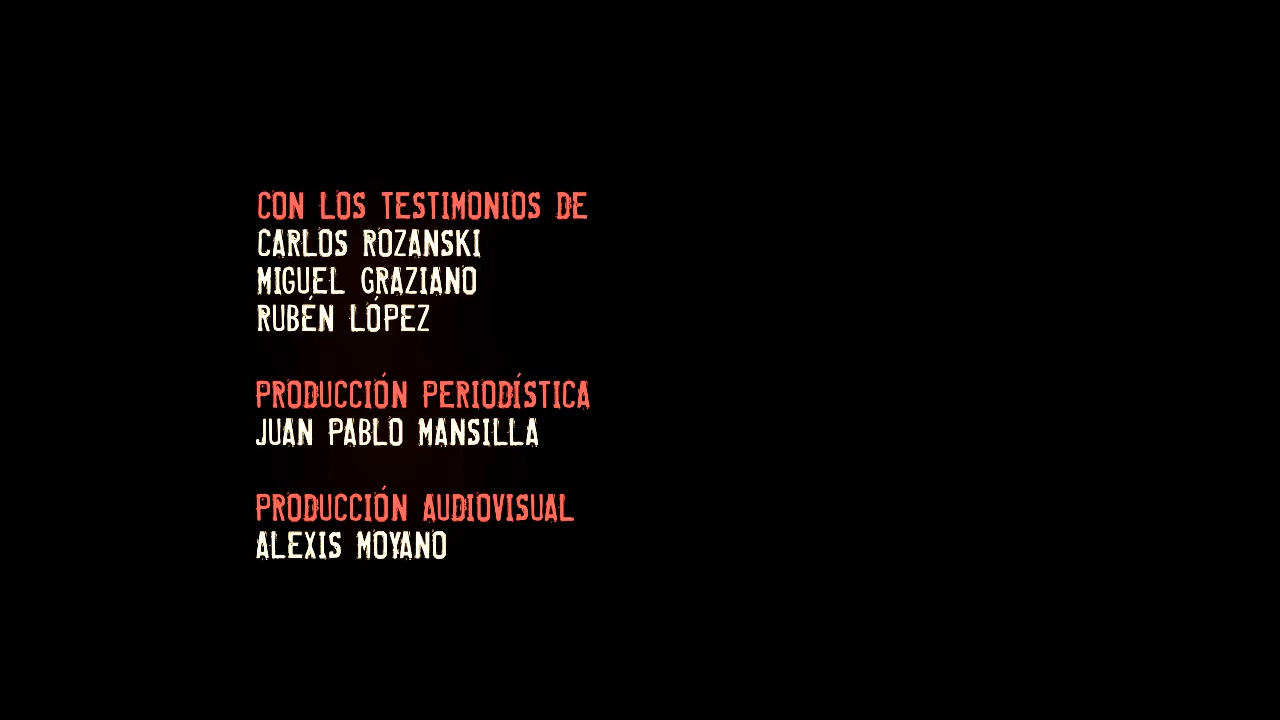 CON LOS TESTIMONIOS DE
CARLOS ROZANSKI
MIGUEL GRAZIANO
RUBÉN LÓPEZ
PRODUCCIÓN PERIODÍSTICA
JUAN PABLO MANSILLA
PRODUCCIÓN AUDIOVISUAL
ALEXIS MOYANO